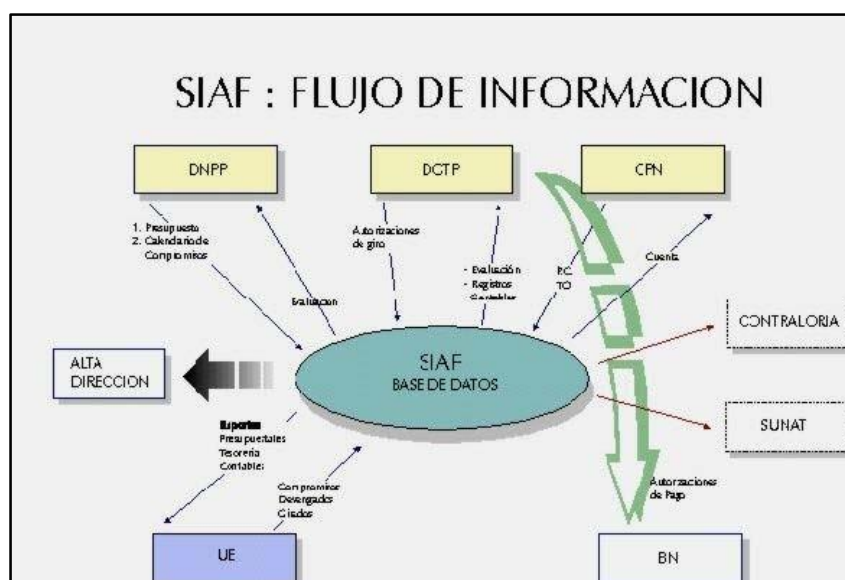 SIAF : FLUJO DE INFORMACION
DNPP
DGTP
CPN
1. Presupuesto
2. Calendario de
Compromisos
Autorizaciones
de giro
- Evaluación
- Registros
Contables
TO
Cuenta
Evaluacion
CONTRALORIA
SIAF
BASE DE DATOS
ALTA
DIRECCION
SUNAT
Reportes
Presupuestales
Tesoreria
Contables
Compromisos
Devengados
Girados
Autorizaciones
de Pago
UE
BN